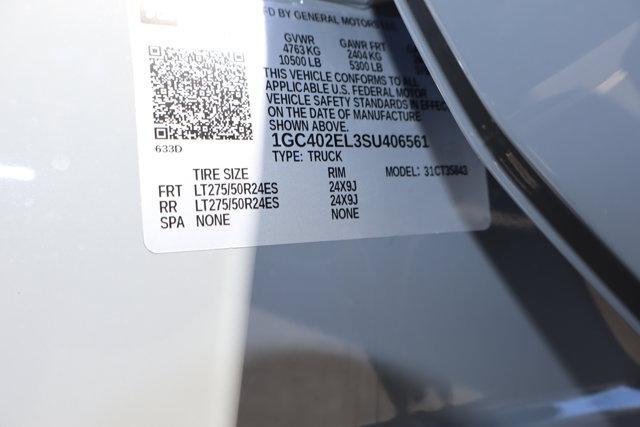 FD BY GENERAL MOTORS LLC
GVWR GAWR FRT
4763 KG 2404 KG
10500 LB 5300 LB
THIS VEHICLE CONFORMS TO ALL
APPLICABLE U.S. FEDERAL MOTOR
VEHICLE SAFETY STANDARDS IN EFFEC
ON THE DATE OF MANUFACTURE
SHOWN ABOVE.
1GC402EL3SU406561
633D
TYPE: TRUCK
TIRE SIZE RIM MODEL: 31CT35843
FRT LT275/50R24ES 24X9J
RR LT275/50R24ES 24X9J
SPA NONE NONE